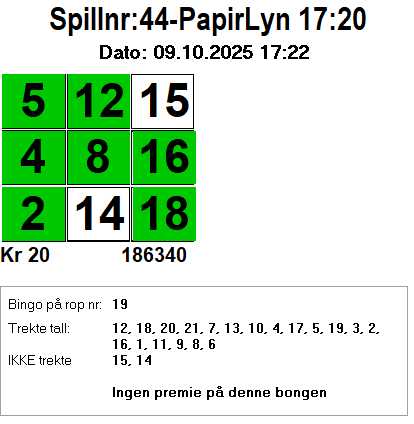 Spillnr:44-PapirLyn 17:20
Dato: 09.10.2025 17:22
5 12 15
4 8 16
2 14 18
Kr 20 186340
Bingo på rop nr: 19
Trekte tall: 12, 18, 20, 21, 7, 13, 10, 4, 17, 5, 19, 3, 2,
16, 1, 11, 9, 8, 6
IKKE trekte 15, 14
Ingen premie på denne bongen